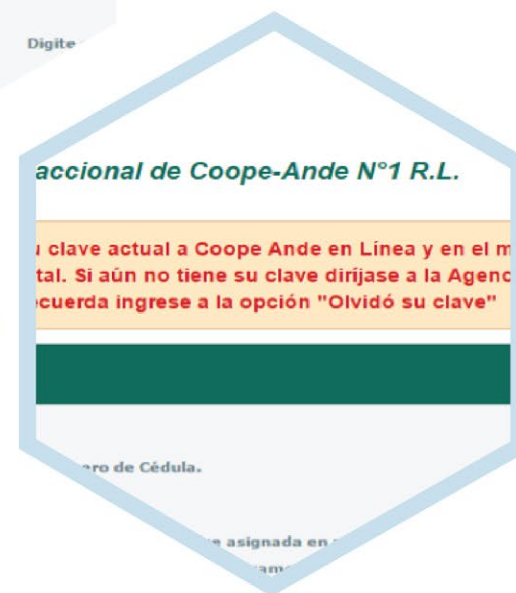 Digite
accional de Coope-Ande N°1 R.L.
clave actual a Coope Ande en Línea y en el m
tal. Si aún no tiene su clave diríjase a la Agenc
cuerda ingrese a la opción "Olvidó su clave"
ero de Cédula.
asignada en